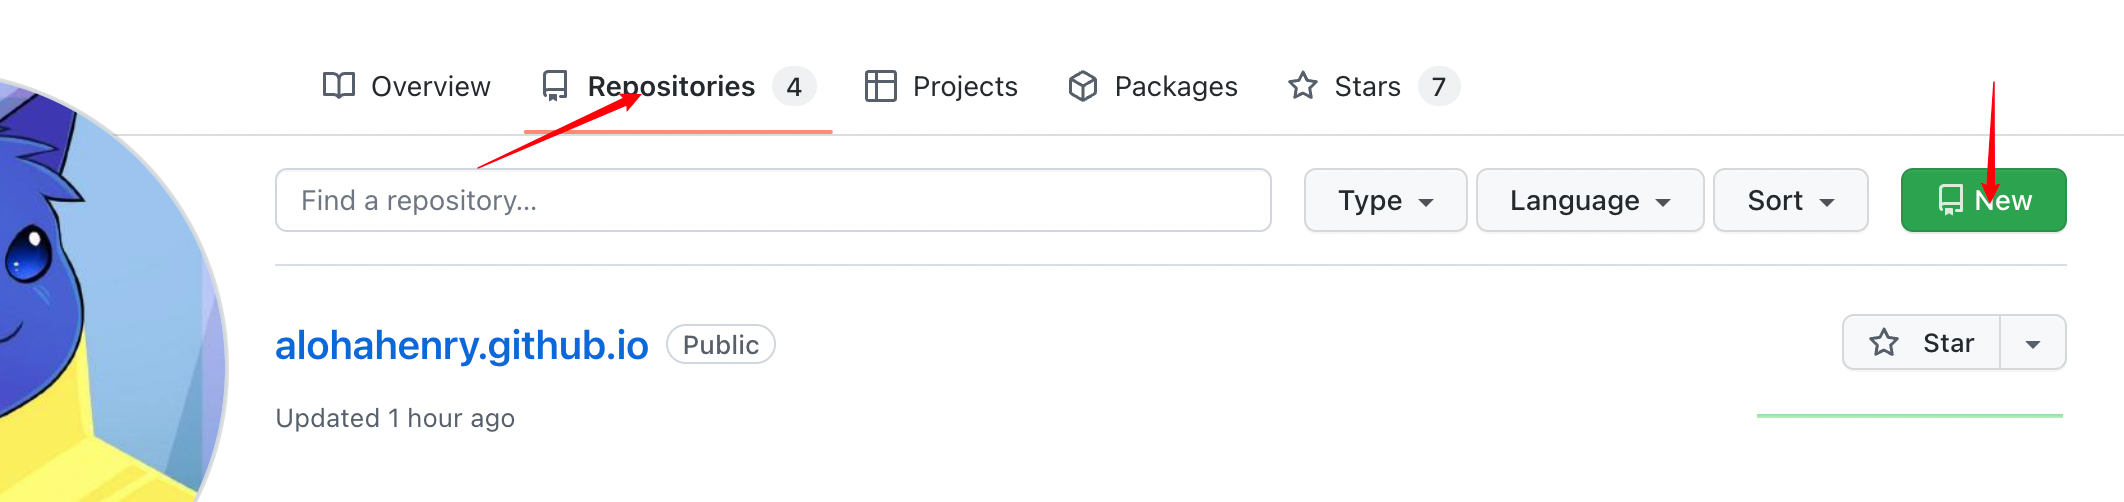 Overview Repositories 4 Projects Packages Stars 7
Find a repository... Type Language Sort New
alohahenry.github.io Public Star
Updated 1 hour ago